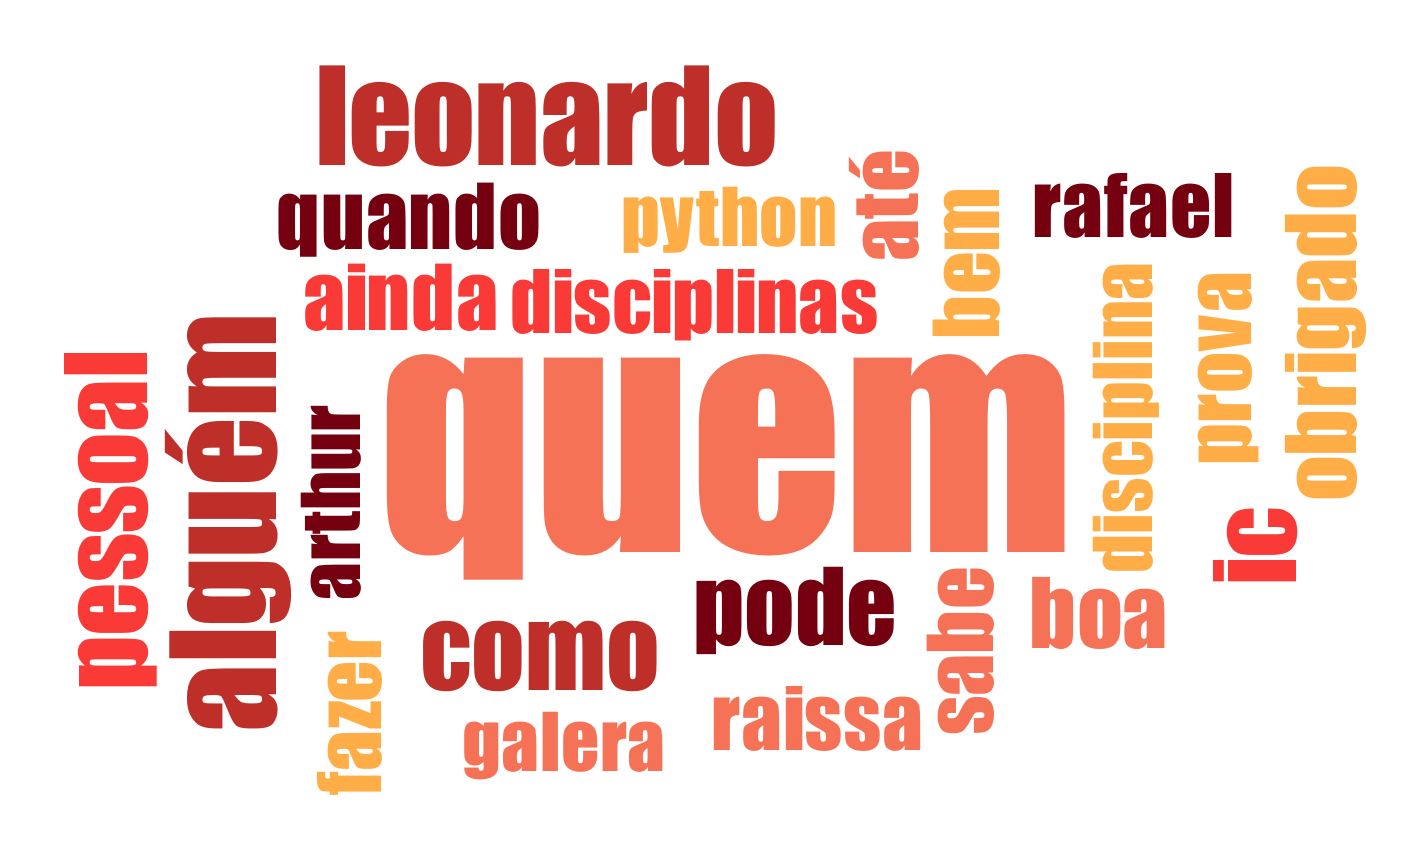 leonardo
quando
python
até
bem
rafael
obrigado
ainda
disciplinas
disciplina
prova
pessoal
alguém
arthur
quem
ic
como
pode
sabe
boa
fazer
galera
raissa